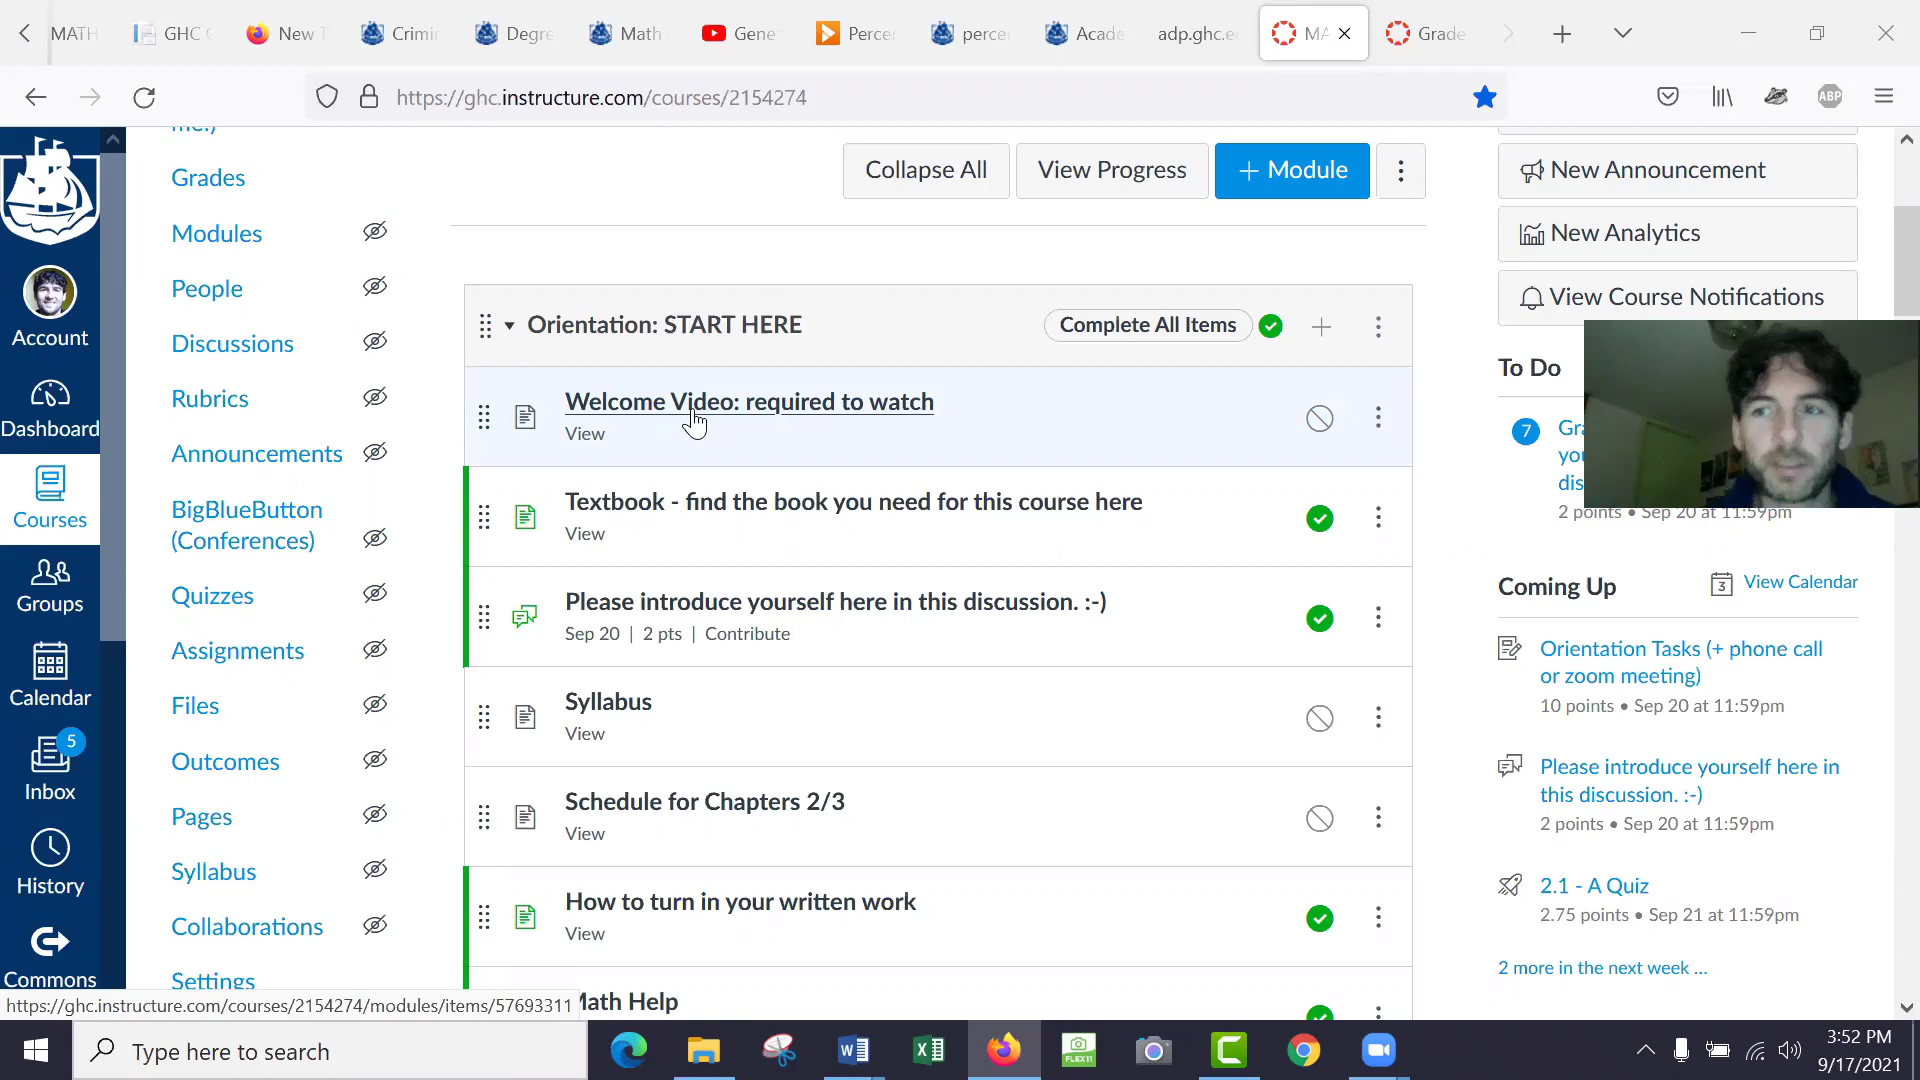 MATH
GHC
New
Crimi
Degre
Math
Gene
Percer
perce
Acade
adp.ghc.e
MA
Grade
https://ghc.instructure.com/courses/2154274
ABP
Account
Dashboard
Courses
Groups
Calendar
5
Inbox
History
Commons
me.)
Grades
Modules
People
Discussions
Rubrics
Announcements
BigBlueButton
(Conferences)
Quizzes
Assignments
Files
Outcomes
Pages
Syllabus
Collaborations
Settings
Collapse All
View Progress
+ Module
Orientation: START HERE
Complete All Items
Welcome Video: required to watch
View
Textbook - find the book you need for this course here
View
Please introduce yourself here in this discussion. :-)
Sep 20 | 2 pts | Contribute
Syllabus
View
Schedule for Chapters 2/3
View
How to turn in your written work
View
Math Help
New Announcement
New Analytics
View Course Notifications
To Do
7
Gra
you
dis
2 points • Sep 20 at 11:59pm
Coming Up
3
View Calendar
Orientation Tasks (+ phone call
or zoom meeting)
10 points • Sep 20 at 11:59pm
Please introduce yourself here in
this discussion. :-)
2 points • Sep 20 at 11:59pm
2.1 - A Quiz
2.75 points • Sep 21 at 11:59pm
2 more in the next week ...
https://ghc.instructure.com/courses/2154274/modules/items/57693311
Type here to search
FLEX11
3:52 PM
9/17/2021